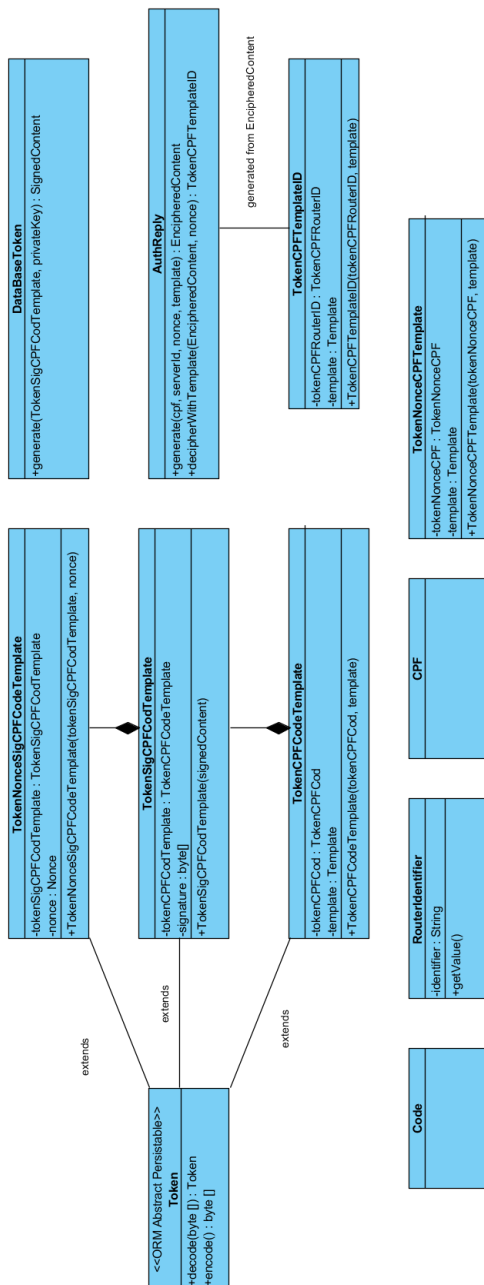 <<ORM Abstract Persistable>>
Token
+decode(byte []) : Token
+encode() : byte []
extends
extends
extends
TokenNonceSigCPFCodeTemplate
-tokenSigCPFCodTemplate : TokenSigCPFCodTemplate
-nonce : Nonce
+TokenNonceSigCPFCodeTemplate(tokenSigCPFCodTemplate, nonce)
TokenSigCPFCodTemplate
-tokenCPFCodTemplate : TokenCPFCodeTemplate
-signature : byte[]
+TokenSigCPFCodTemplate(signedContent)
TokenCPFCodeTemplate
-tokenCPFCod : TokenCPFCod
-template : Template
+TokenCPFCodeTemplate(tokenCPFCod, template)
DataBaseToken
+generate(TokenSigCPFCodTemplate, privateKey) : SignedContent
AuthReply
+generate(cpf, serverId, nonce, template) : EncipheredContent
+decipherWithTemplate(EncipheredContent, nonce) : TokenCPFTemplateID
generated from EncipheredContent
TokenCPFTemplateID
-tokenCPFRouterID : TokenCPFRouterID
-template : Template
+TokenCPFTemplateID(tokenCPFRouterID, template)
Code
RouterIdentifier
-identifier : String
+getValue()
CPF
TokenNonceCPFTemplate
-tokenNonceCPF : TokenNonceCPF
-template : Template
+TokenNonceCPFTemplate(tokenNonceCPF, template)